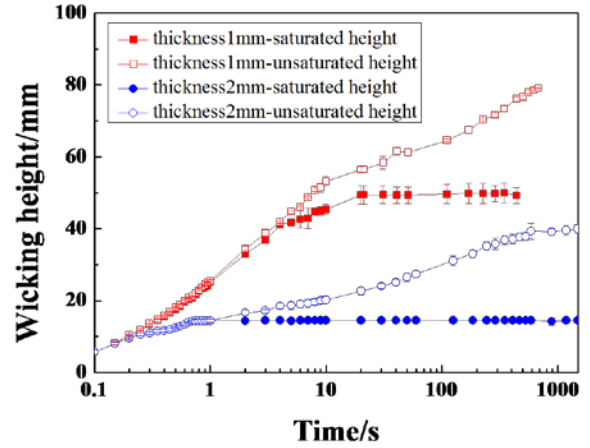 100
80
60
40
20
0
Wicking height/mm
thickness1mm-saturated height
thickness1mm-unsaturated height
thickness2mm-saturated height
thickness2mm-unsaturated height
0.1 1 10 100 1000
Time/s